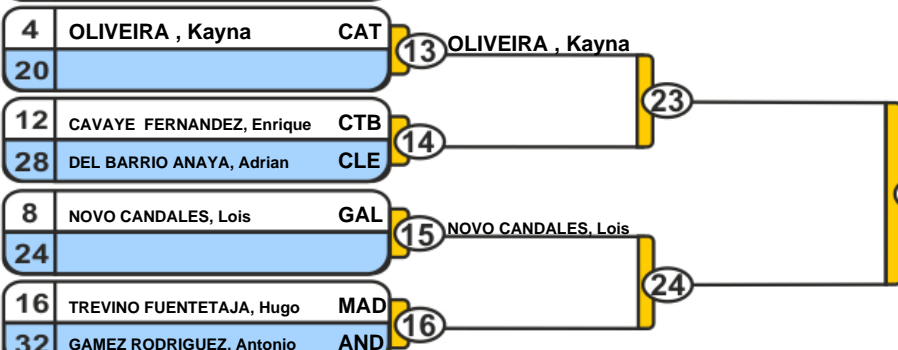 4 OLIVEIRA , Kayna CAT
20
13 OLIVEIRA , Kayna
23
12 CAVAYE FERNANDEZ, Enrique CTB
28 DEL BARRIO ANAYA, Adrian CLE
14
8 NOVO CANDALES, Lois GAL
24
15 NOVO CANDALES, Lois
24
16 TREVINO FUENTETAJA, Hugo MAD
32 GAMEZ RODRIGUEZ, Antonio AND
16